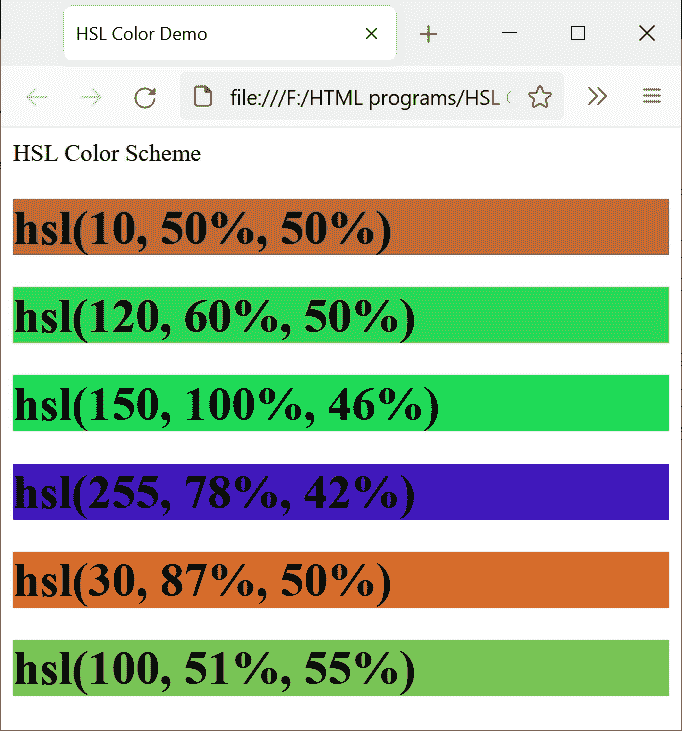 HSL Color Demo
file:///F:/HTML programs/HSL
HSL Color Scheme
hsl(10, 50%, 50%)
hsl(120, 60%, 50%)
hsl(150, 100%, 46%)
hsl(255, 78%, 42%)
hsl(30, 87%, 50%)
hsl(100, 51%, 55%)